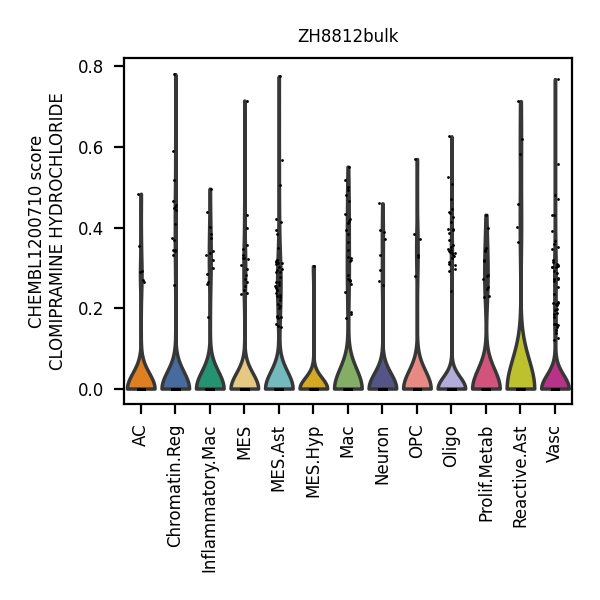 ZH8812bulk
CHEMBL1200710 score
CLOMIPRAMINE HYDROCHLORIDE
0.8
0.6
0.4
0.2
0.0
AC
Chromatin.Reg
Inflammatory.Mac
MES
MES.Ast
MES.Hyp
Mac
Neuron
OPC
Oligo
Prolif.Metab
Reactive.Ast
Vasc